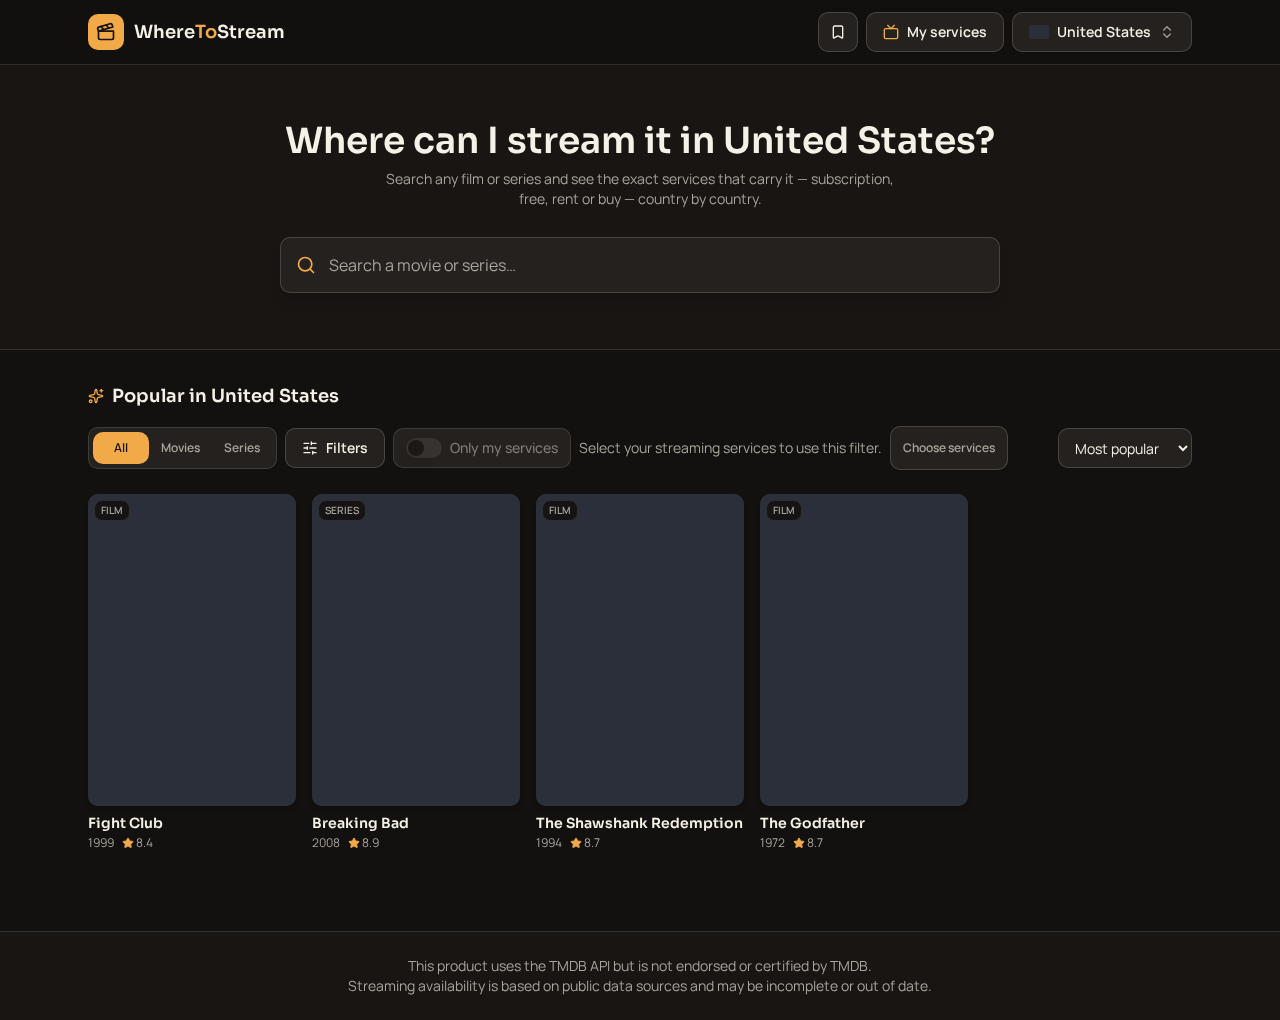 WhereToStream
My services
United States
Where can I stream it in United States?
Search any film or series and see the exact services that carry it — subscription,
free, rent or buy — country by country.
Search a movie or series…
Popular in United States
All
Movies
Series
Filters
Only my services
Select your streaming services to use this filter.
Choose services
Most popular
FILM
SERIES
FILM
FILM
Fight Club
Breaking Bad
The Shawshank Redemption
The Godfather
1999 8.4
2008 8.9
1994 8.7
1972 8.7
This product uses the TMDB API but is not endorsed or certified by TMDB.
Streaming availability is based on public data sources and may be incomplete or out of date.